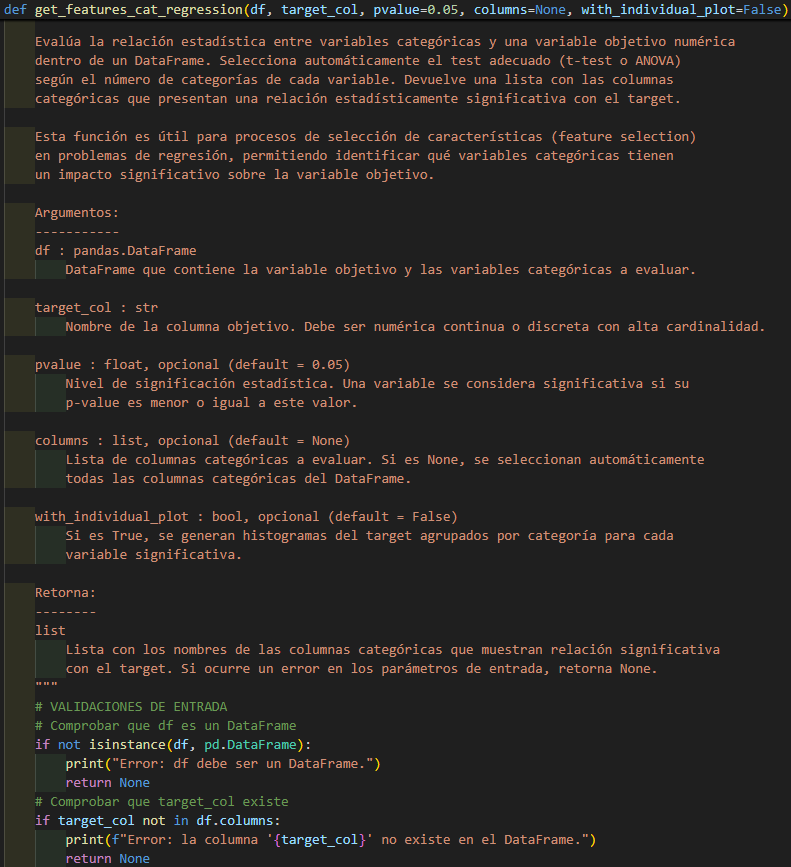 def get_features_cat_regression(df, target_col, pvalue=0.05, columns=None, with_individual_plot=False)
Evalúa la relación estadística entre variables categóricas y una variable objetivo numérica
dentro de un DataFrame. Selecciona automáticamente el test adecuado (t-test o ANOVA)
según el número de categorías de cada variable. Devuelve una lista con las columnas
categóricas que presentan una relación estadísticamente significativa con el target.
Esta función es útil para procesos de selección de características (feature selection)
en problemas de regresión, permitiendo identificar qué variables categóricas tienen
un impacto significativo sobre la variable objetivo.
Argumentos:
-----------
df : pandas.DataFrame
DataFrame que contiene la variable objetivo y las variables categóricas a evaluar.
target_col : str
Nombre de la columna objetivo. Debe ser numérica continua o discreta con alta cardinalidad.
pvalue : float, opcional (default = 0.05)
Nivel de significación estadística. Una variable se considera significativa si su
p-value es menor o igual a este valor.
columns : list, opcional (default = None)
Lista de columnas categóricas a evaluar. Si es None, se seleccionan automáticamente
todas las columnas categóricas del DataFrame.
with_individual_plot : bool, opcional (default = False)
Si es True, se generan histogramas del target agrupados por categoría para cada
variable significativa.
Retorna:
--------
list
Lista con los nombres de las columnas categóricas que muestran relación significativa
con el target. Si ocurre un error en los parámetros de entrada, retorna None.
"""
# VALIDACIONES DE ENTRADA
# Comprobar que df es un DataFrame
if not isinstance(df, pd.DataFrame):
print("Error: df debe ser un DataFrame.")
return None
# Comprobar que target_col existe
if target_col not in df.columns:
print(f"Error: la columna '{target_col}' no existe en el DataFrame.")
return None